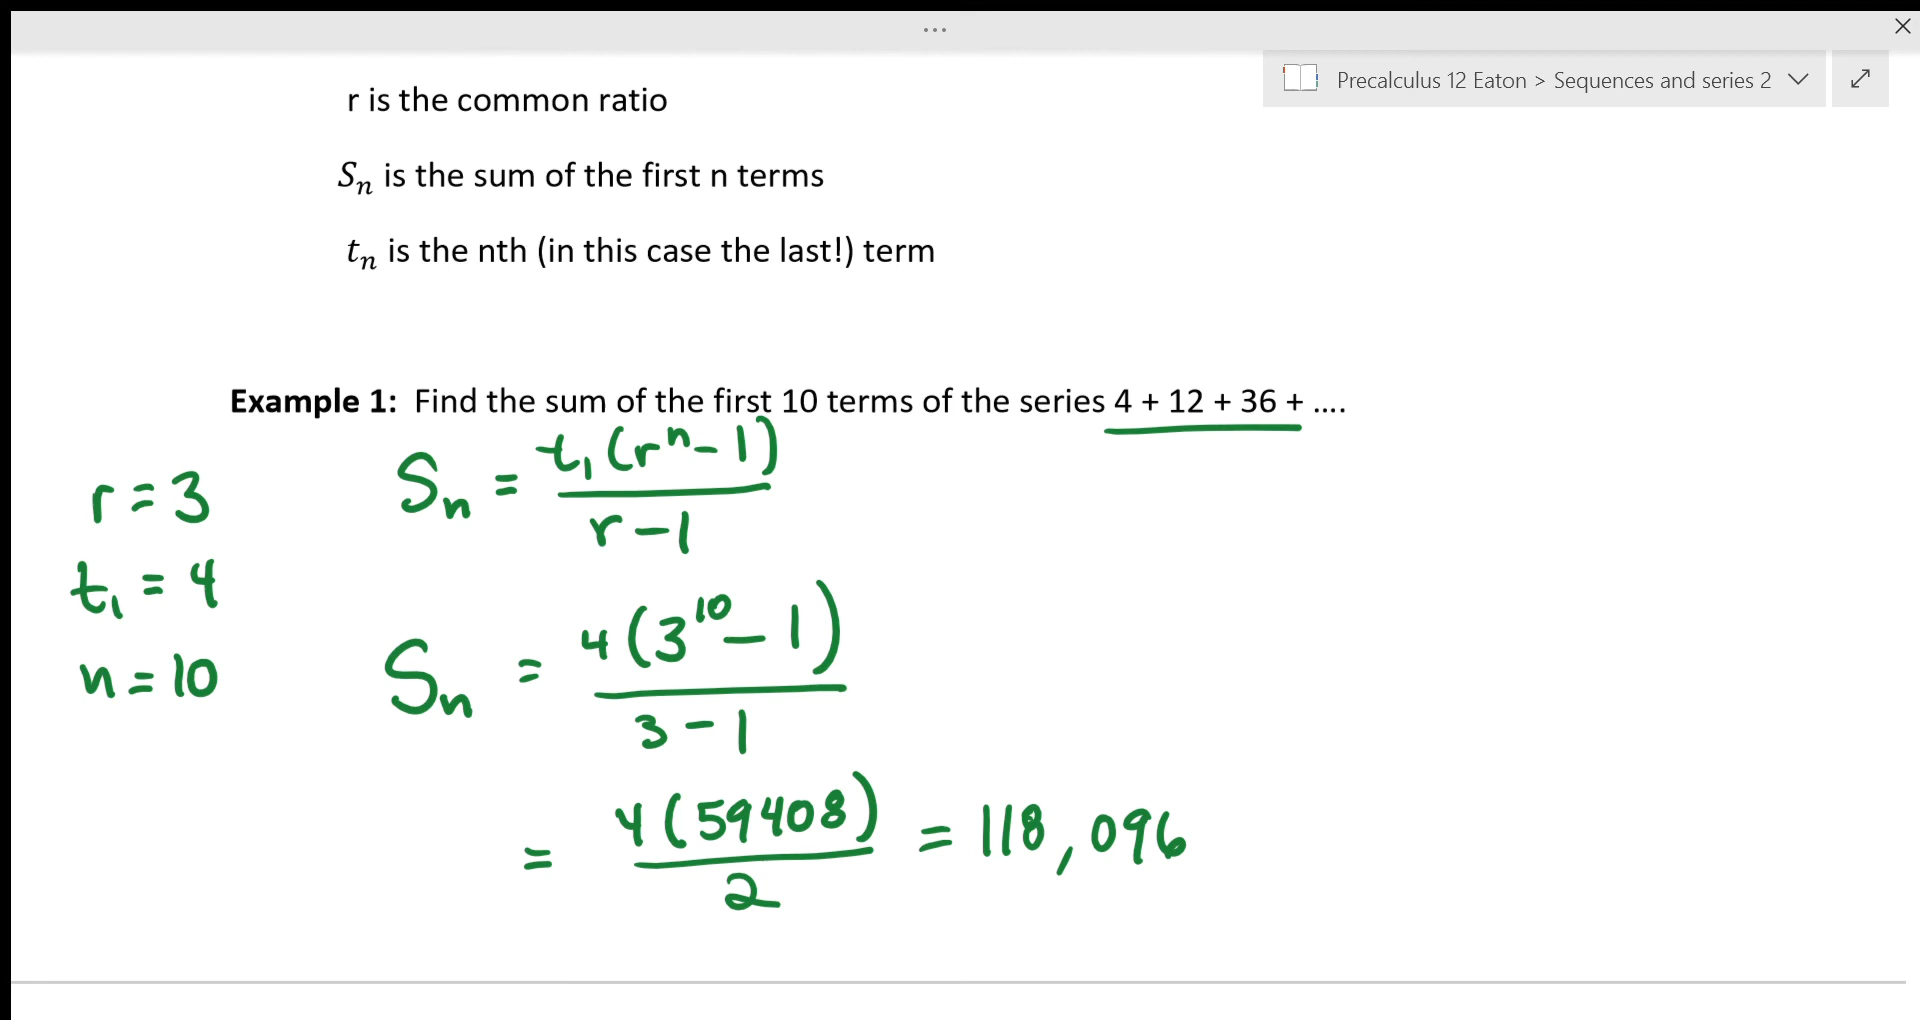 ...
Precalculus 12 Eaton > Sequences and series 2
r is the common ratio
Sₙ is the sum of the first n terms
tₙ is the nth (in this case the last!) term
Example 1: Find the sum of the first 10 terms of the series 4 + 12 + 36 + ....
r = 3
t₁ = 4
n = 10
Sₙ = t₁(rⁿ - 1) / r - 1
Sₙ = 4(3¹⁰ - 1) / 3 - 1
= 4(59408) / 2 = 118,096